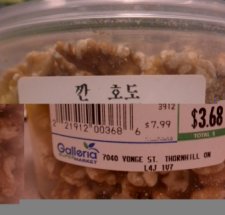 깐 호도
3912
2 21912 00368 6
$7.99
$3.68
TOTAL $
Galleria
SUPERMARKET
7040 YONGE ST. THORNHILL ON
L4J 1V7